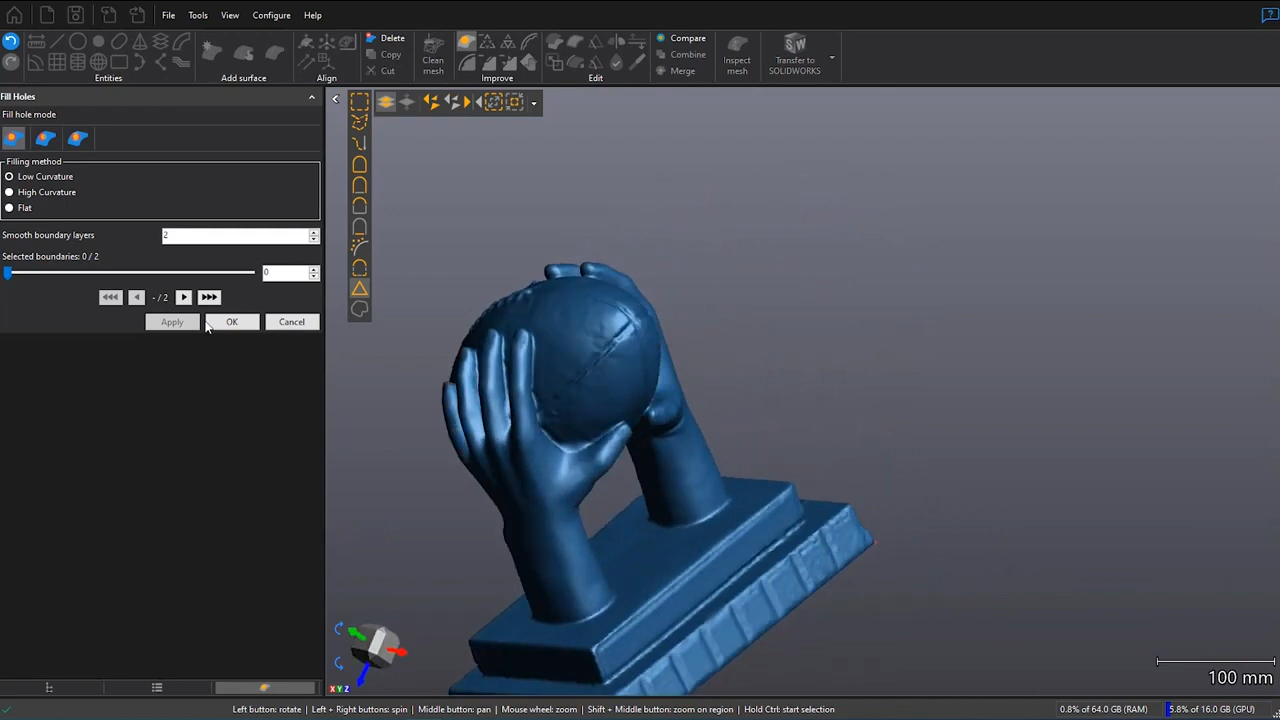 File Tools View Configure Help
Delete
Copy
Cut
Clean mesh
Compare
Combine
Merge
Inspect mesh
SW
Transfer to SOLIDWORKS
Entities Add surface Align Improve Edit
Fill Holes
Fill hole mode
Filling method
Low Curvature
High Curvature
Flat
Smooth boundary layers 2
Selected boundaries: 0 / 2
0
- / 2
Apply OK Cancel
X Y Z
100 mm
Left button: rotate | Left + Right buttons: spin | Middle button: pan | Mouse wheel: zoom | Shift + Middle button: zoom on region | Hold Ctrl: start selection
0.8% of 64.0 GB (RAM) 5.8% of 16.0 GB (GPU)